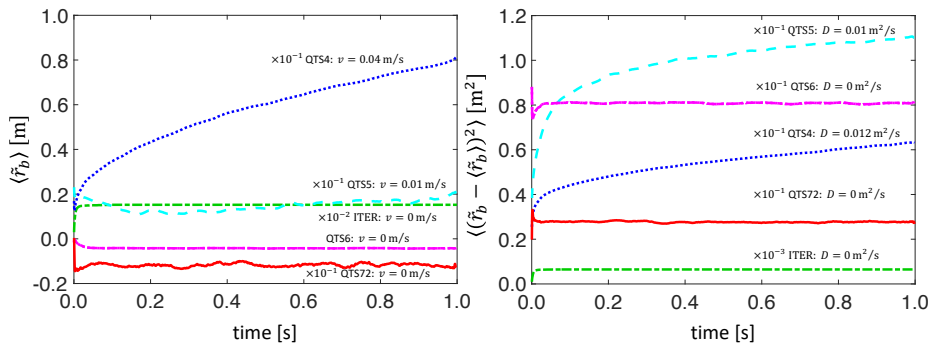 0.0 0.2 0.4 0.6 0.8 1.0
-0.2
0.0
0.2
0.4
0.6
0.8
1.0
time [s]
⟨r̃_b⟩ [m]
×10⁻¹ QTS4: v = 0.04 m/s
×10⁻¹ QTS5: v = 0.01 m/s
×10⁻² ITER: v = 0 m/s
QTS6: v = 0 m/s
×10⁻¹ QTS72: v = 0 m/s
0.0 0.2 0.4 0.6 0.8 1.0
0.0
0.2
0.4
0.6
0.8
1.0
1.2
time [s]
⟨(r̃_b − ⟨r̃_b⟩)²⟩ [m²]
×10⁻¹ QTS5: D = 0.01 m²/s
×10⁻¹ QTS6: D = 0 m²/s
×10⁻¹ QTS4: D = 0.012 m²/s
×10⁻¹ QTS72: D = 0 m²/s
×10⁻³ ITER: D = 0 m²/s